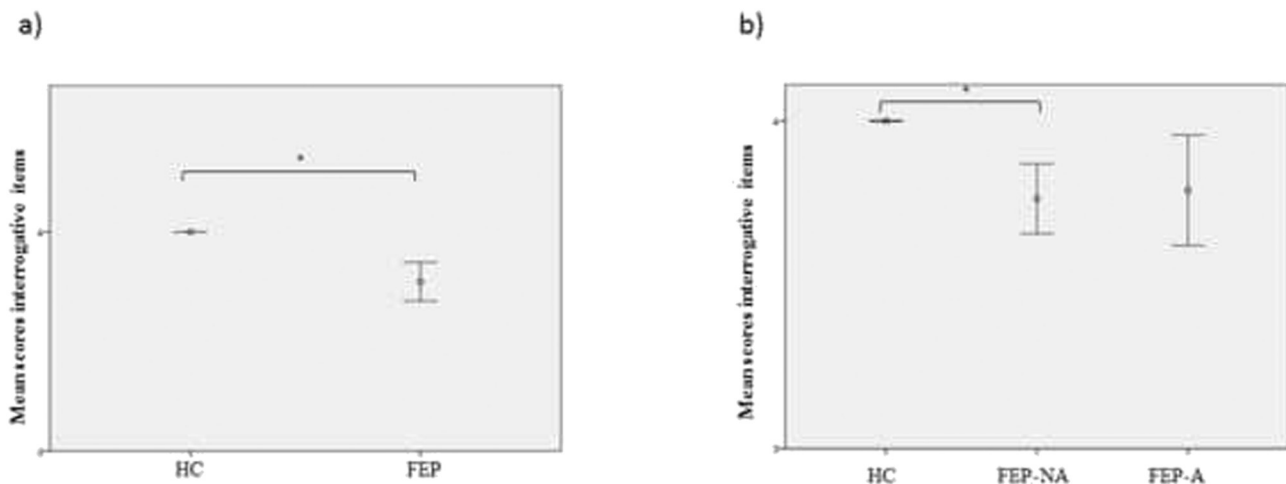 a)
b)
Mean scores interrogative items
*
HC
FEP
Mean scores interrogative items
*
HC
FEP-NA
FEP-A